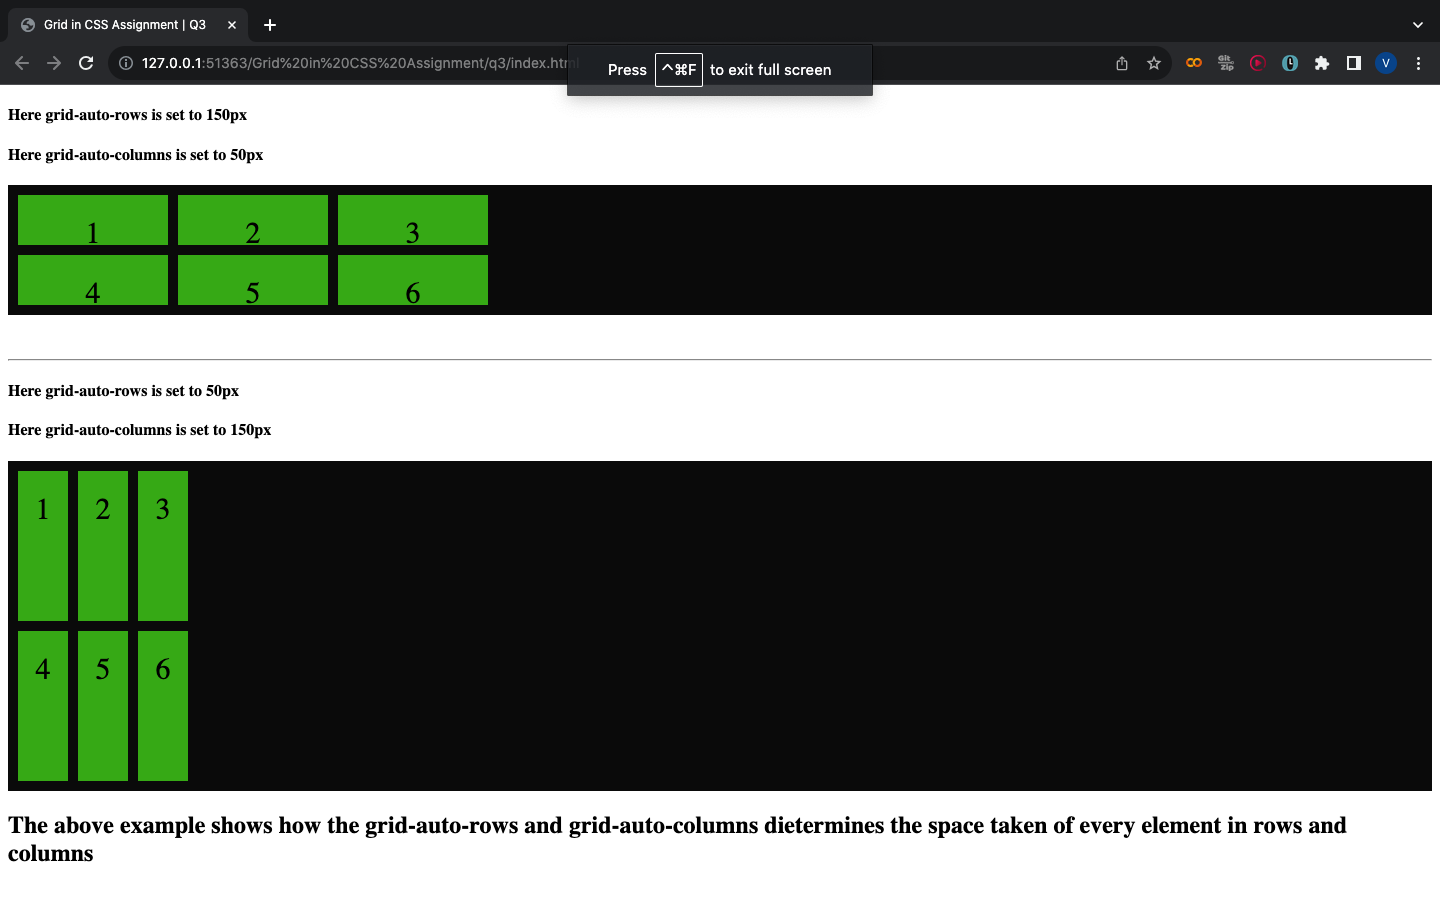 Grid in CSS Assignment | Q3
127.0.0.1:51363/Grid%20in%20CSS%20Assignment/q3/index.html
Press ^⌘F to exit full screen
Git Zip
V
Here grid-auto-rows is set to 150px
Here grid-auto-columns is set to 50px
1 2 3
4 5 6
Here grid-auto-rows is set to 50px
Here grid-auto-columns is set to 150px
1 2 3
4 5 6
The above example shows how the grid-auto-rows and grid-auto-columns dietermines the space taken of every element in rows and
columns